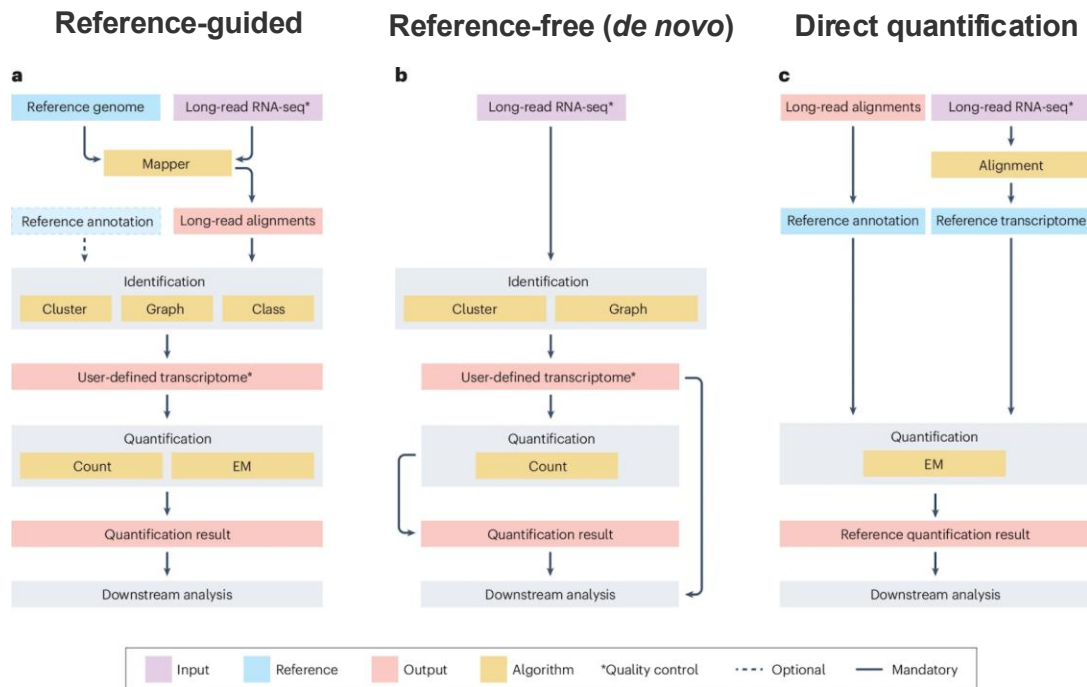 Reference-guided
Reference-free (de novo)
Direct quantification
a
Reference genome
Long-read RNA-seq*
Mapper
Reference annotation
Long-read alignments
Identification
Cluster
Graph
Class
User-defined transcriptome*
Quantification
Count
EM
Quantification result
Downstream analysis
b
Long-read RNA-seq*
Identification
Cluster
Graph
User-defined transcriptome*
Quantification
Count
Quantification result
Downstream analysis
c
Long-read alignments
Long-read RNA-seq*
Alignment
Reference annotation
Reference transcriptome
Quantification
EM
Reference quantification result
Downstream analysis
Input
Reference
Output
Algorithm
*Quality control
Optional
Mandatory